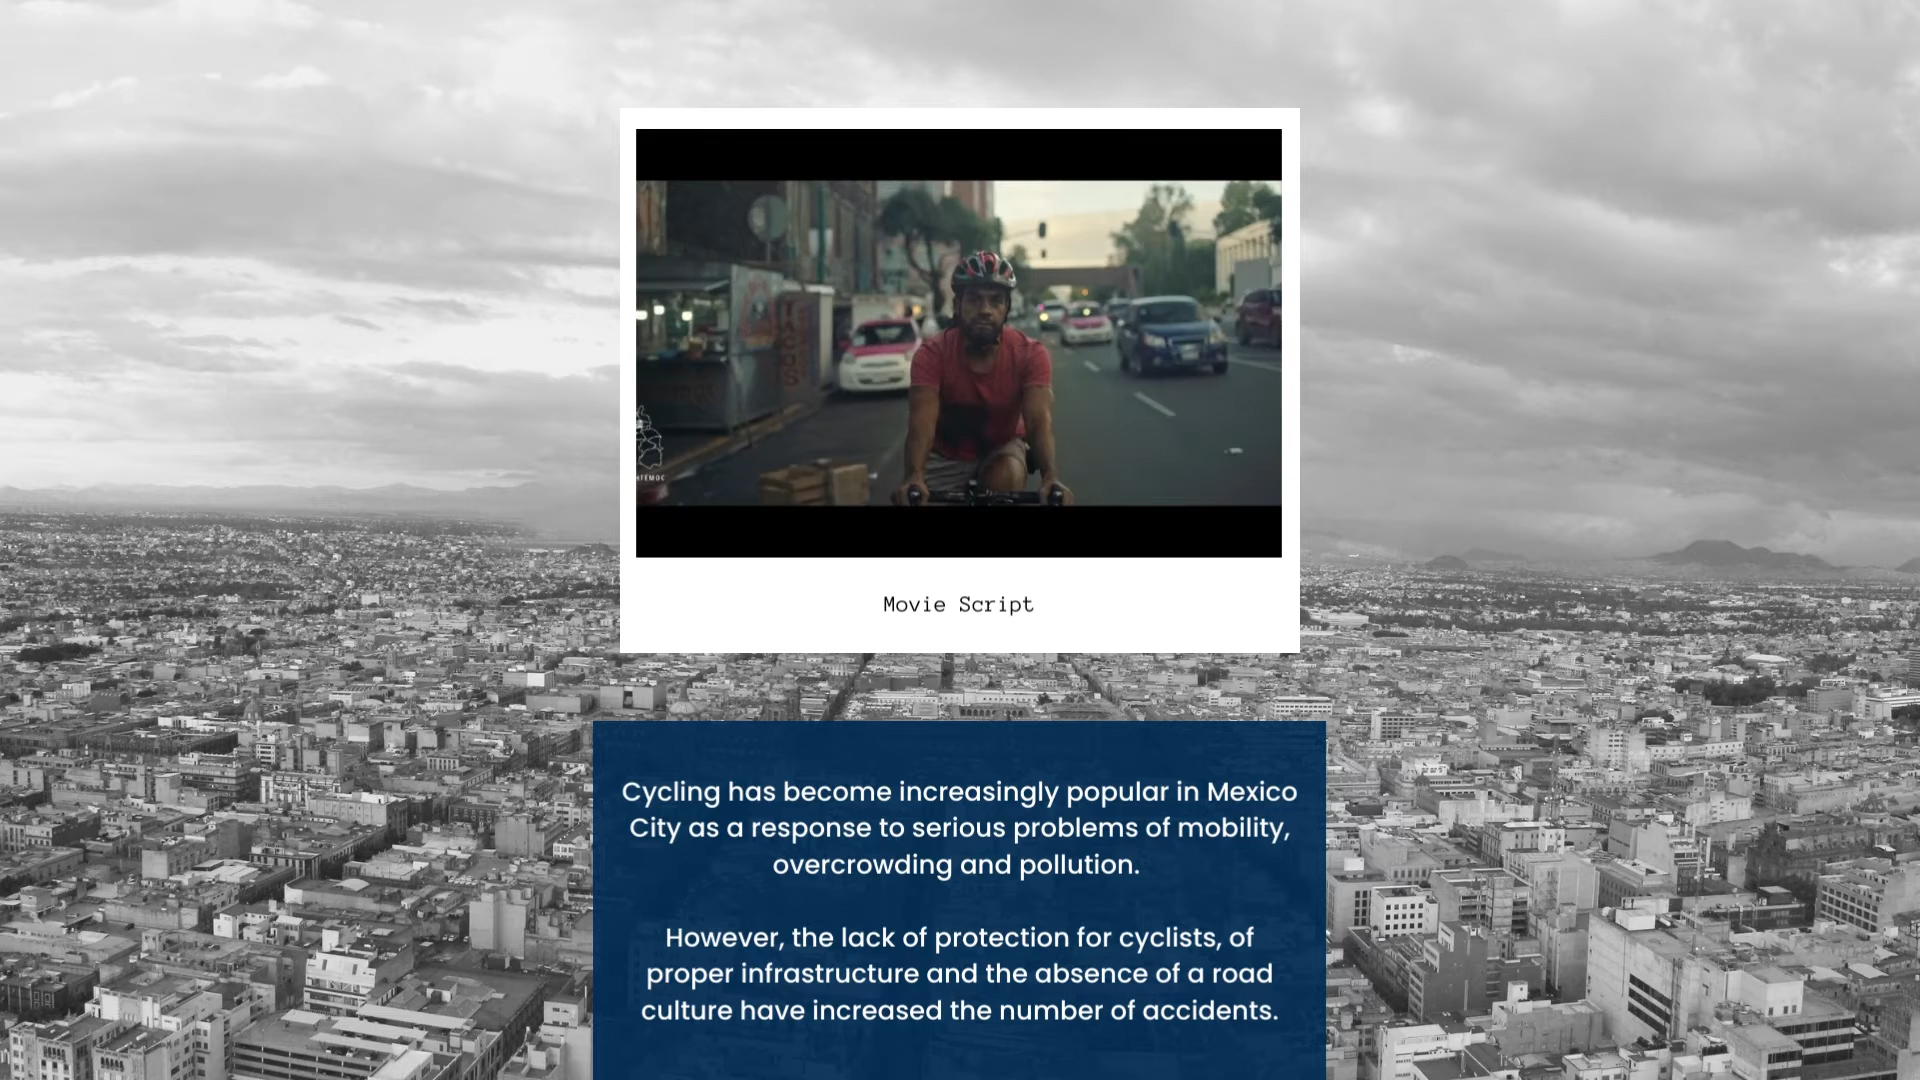 TACOS
Movie Script
Cycling has become increasingly popular in Mexico
City as a response to serious problems of mobility,
overcrowding and pollution.
However, the lack of protection for cyclists, of
proper infrastructure and the absence of a road
culture have increased the number of accidents.